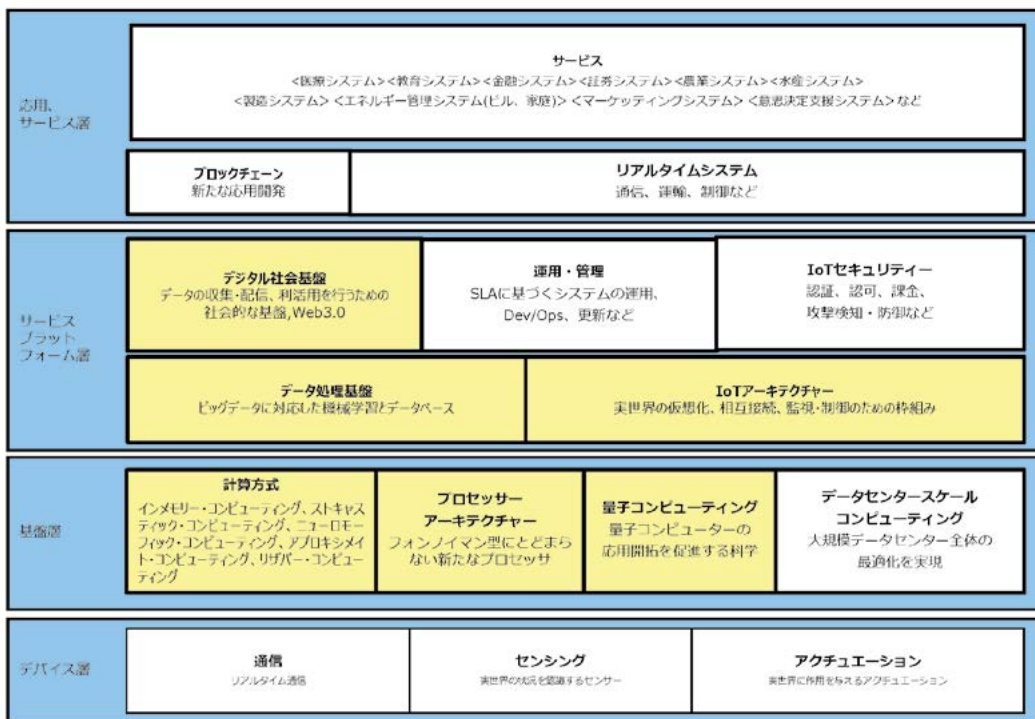 応用、
サービス層
サービス
<医療システム><教育システム><金融システム><証券システム><農業システム><水産システム>
<製造システム> <エネルギー管理システム(ビル、家庭)> <マーケッティングシステム> <意思決定支援システム> など
ブロックチェーン
新たな応用開発
リアルタイムシステム
通信、運輸、制御など
サービス
プラット
フォーム層
デジタル社会基盤
データの収集・配信、利活用を行うための
社会的な基盤,Web3.0
運用・管理
SLAに基づくシステムの運用、
Dev/Ops、更新など
IoTセキュリティー
認証、認可、課金、
攻撃検知・防御など
データ処理基盤
ビッグデータに対応した機械学習とデータベース
IoTアーキテクチャー
実世界の仮想化、相互接続、監視・制御のための枠組み
基盤層
計算方式
インメモリー・コンピューティング、ストキャス
ティック・コンピューティング、ニューロモー
フィック・コンピューティング、アプロキシメイ
ト・コンピューティング、リザバー・コンピュー
ティング
プロセッサー
アーキテクチャー
フォンノイマン型にとどまら
ない新たなプロセッサ
量子コンピューティング
量子コンピューターの
応用開拓を促進する科学
データセンタースケール
コンピューティング
大規模データセンター全体の
最適化を実現
デバイス層
通信
リアルタイム通信
センシング
実世界の状況を認識するセンサー
アクチュエーション
実世界に作用を与えるアクチュエーション